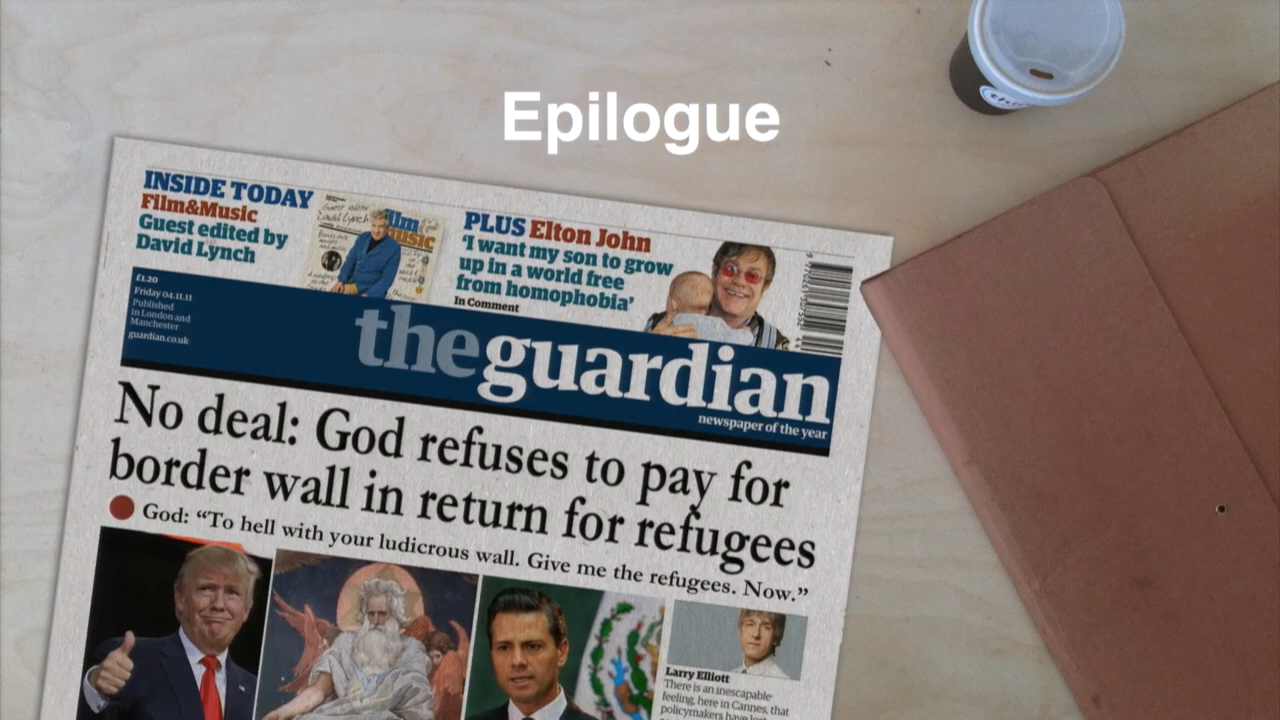 Epilogue
INSIDE TODAY
Film&Music
Guest edited by
David Lynch
PLUS Elton John
‘I want my son to grow
up in a world free
from homophobia’
In Comment
£1.20
Friday 04.11.11
Published
in London and
Manchester
guardian.co.uk
theguardian
newspaper of the year
No deal: God refuses to pay for
border wall in return for refugees
God: “To hell with your ludicrous wall. Give me the refugees. Now.”
Larry Elliott
There is an inescapable
feeling, here in Cannes, that
policymakers have